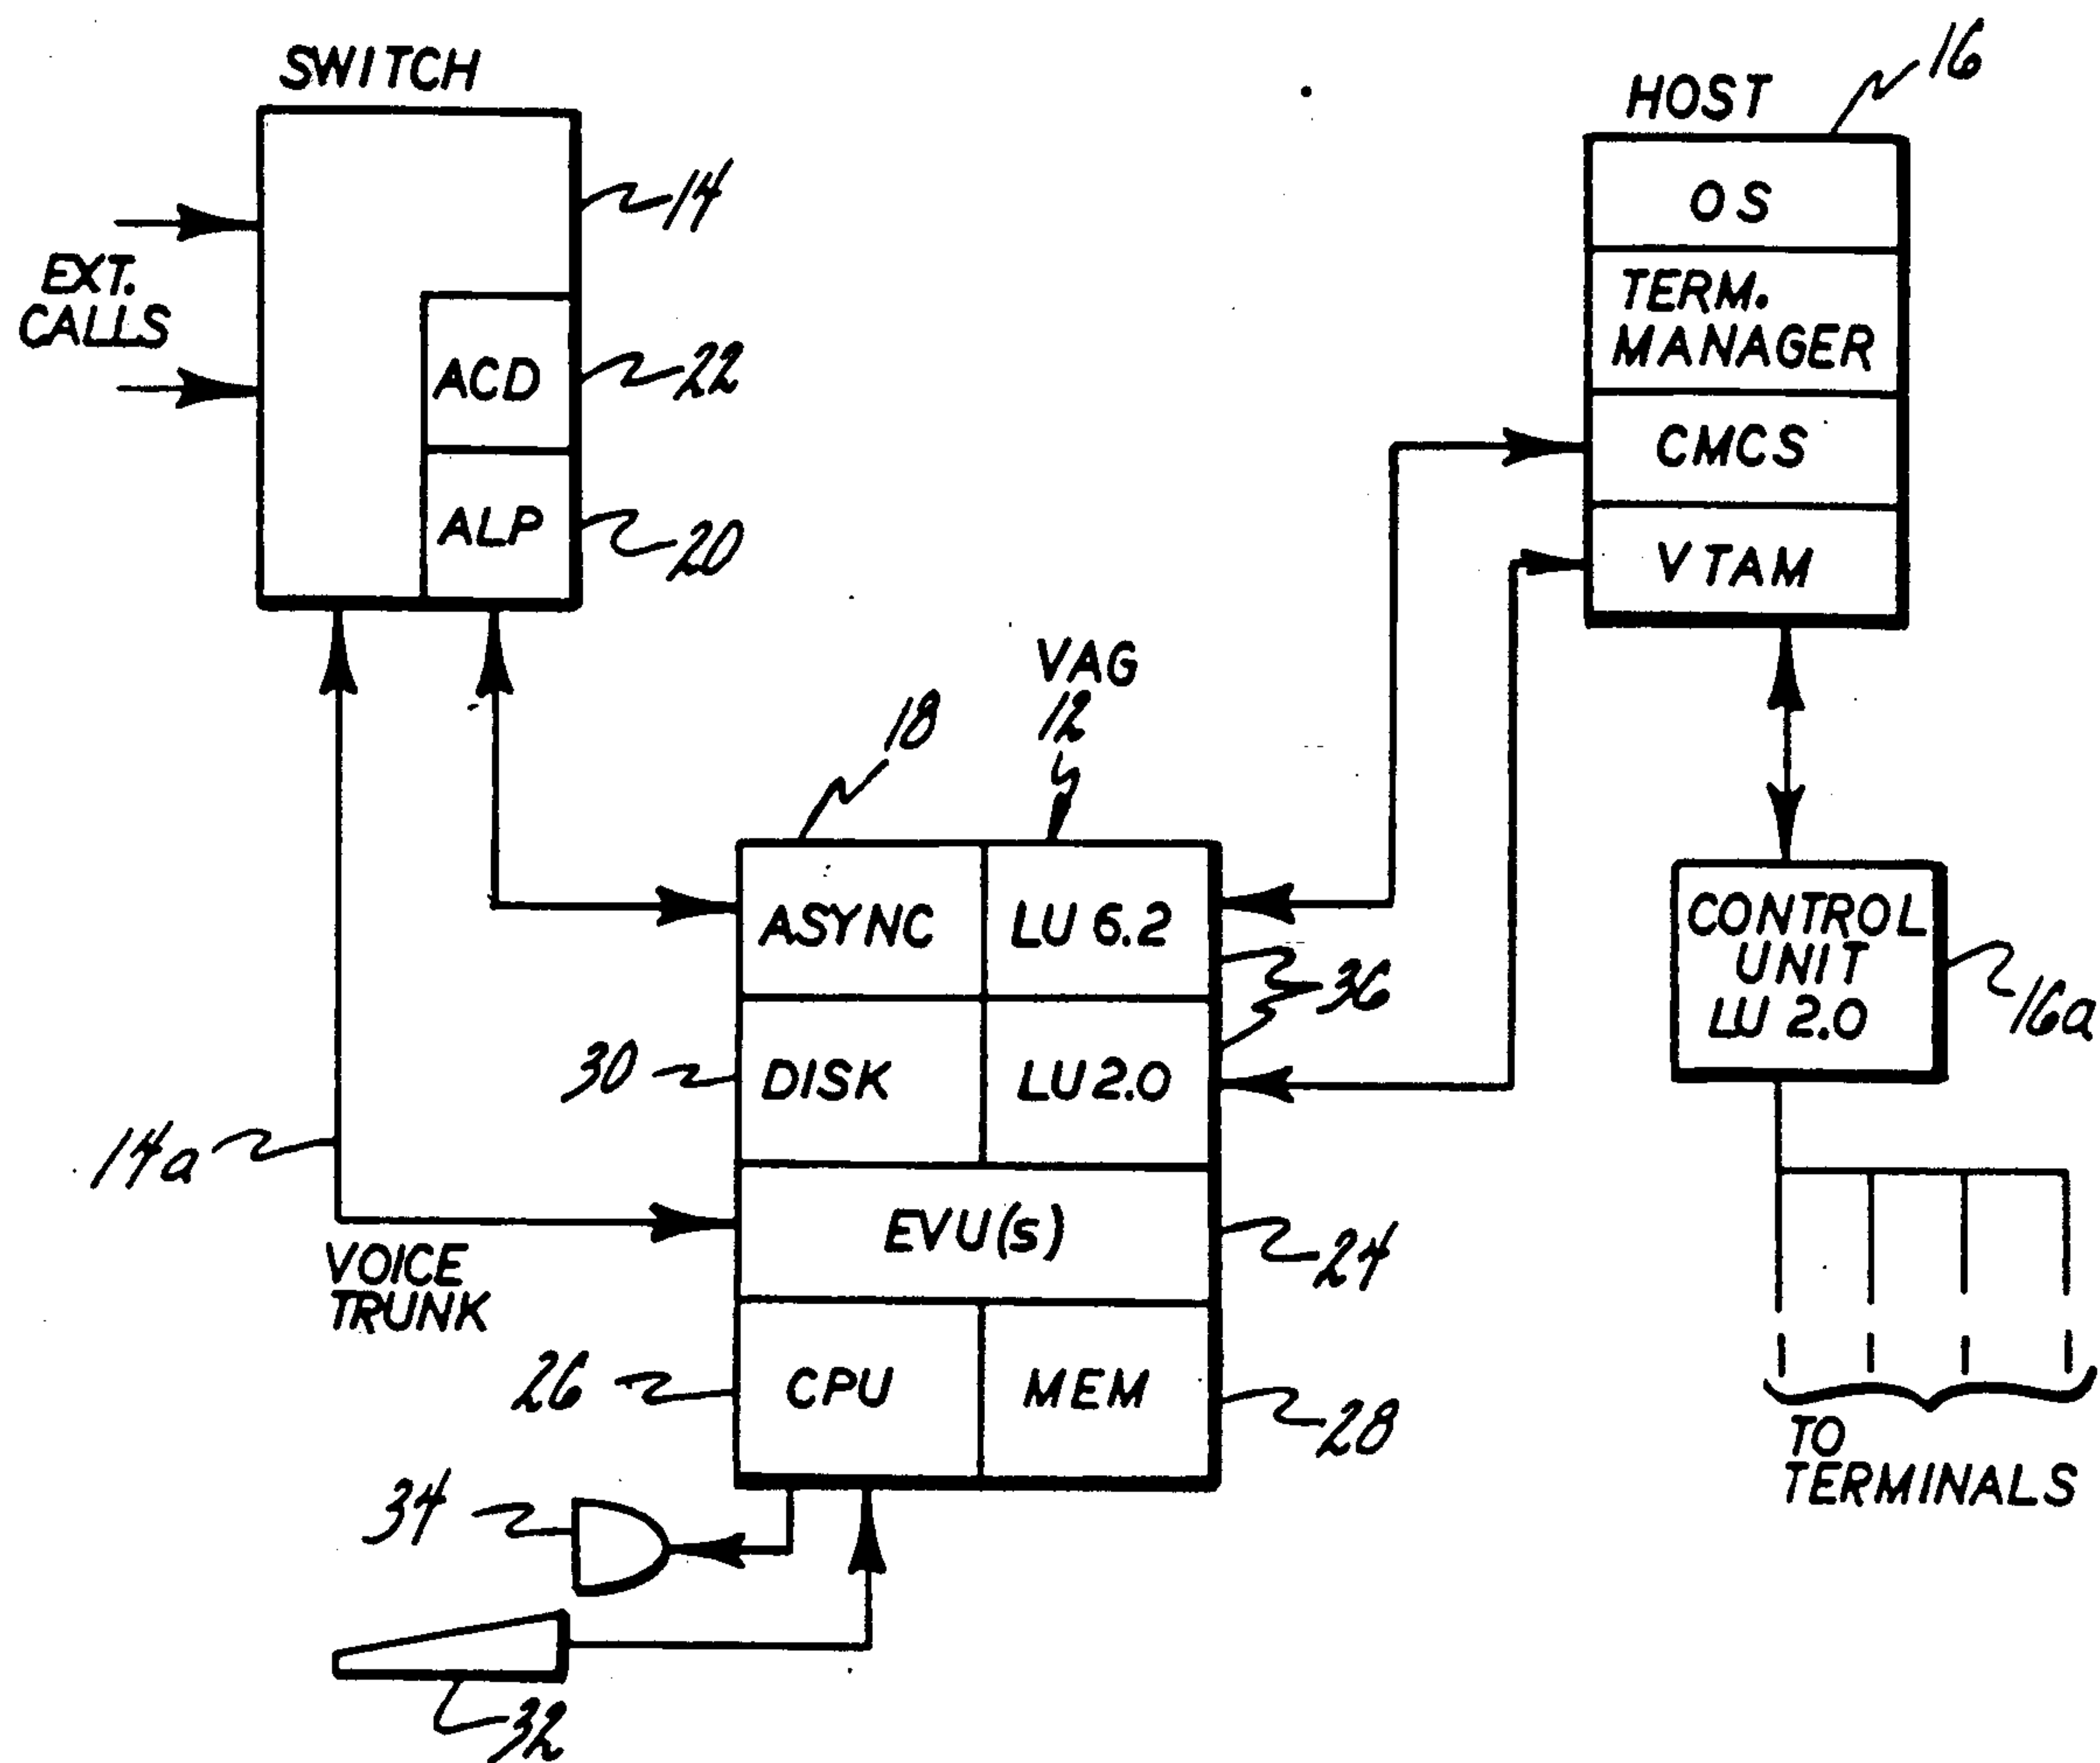 SWITCH
14
EXT.
CALLS
ACD
22
ALP
20
HOST
16
OS
TERM.
MANAGER
CMCS
VTAM
VAG
12
18
ASYNC
LU 6.2
36
30
DISK
LU 2.0
CONTROL
UNIT
LU 2.0
16a
14a
EVU(s)
24
VOICE
TRUNK
26
CPU
MEM
28
TO
TERMINALS
34
32